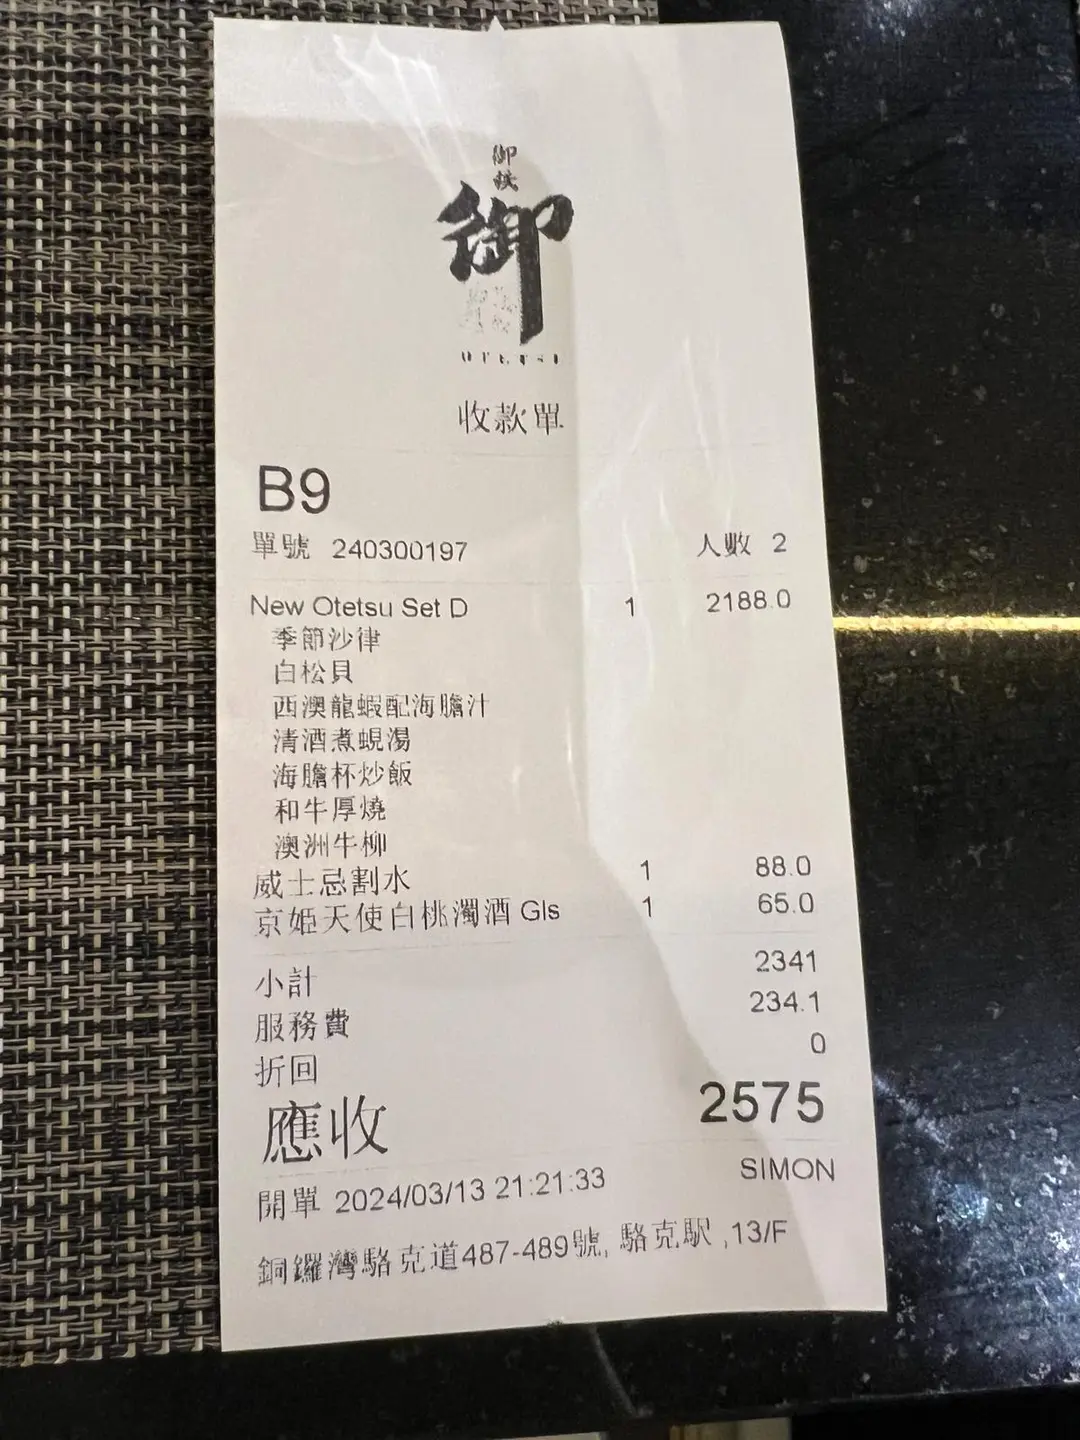 御鉄
御
OTETSU
收款單
B9
單號 240300197 人數 2
New Otetsu Set D 1 2188.0
季節沙律
白松貝
西澳龍蝦配海膽汁
清酒煮蜆湯
海膽杯炒飯
和牛厚燒
澳洲牛柳
威士忌割水 1 88.0
京姫天使白桃濁酒 Gls 1 65.0
小計 2341
服務費 234.1
折回 0
應收 2575
開單 2024/03/13 21:21:33 SIMON
銅鑼灣駱克道487-489號, 駱克駅 ,13/F